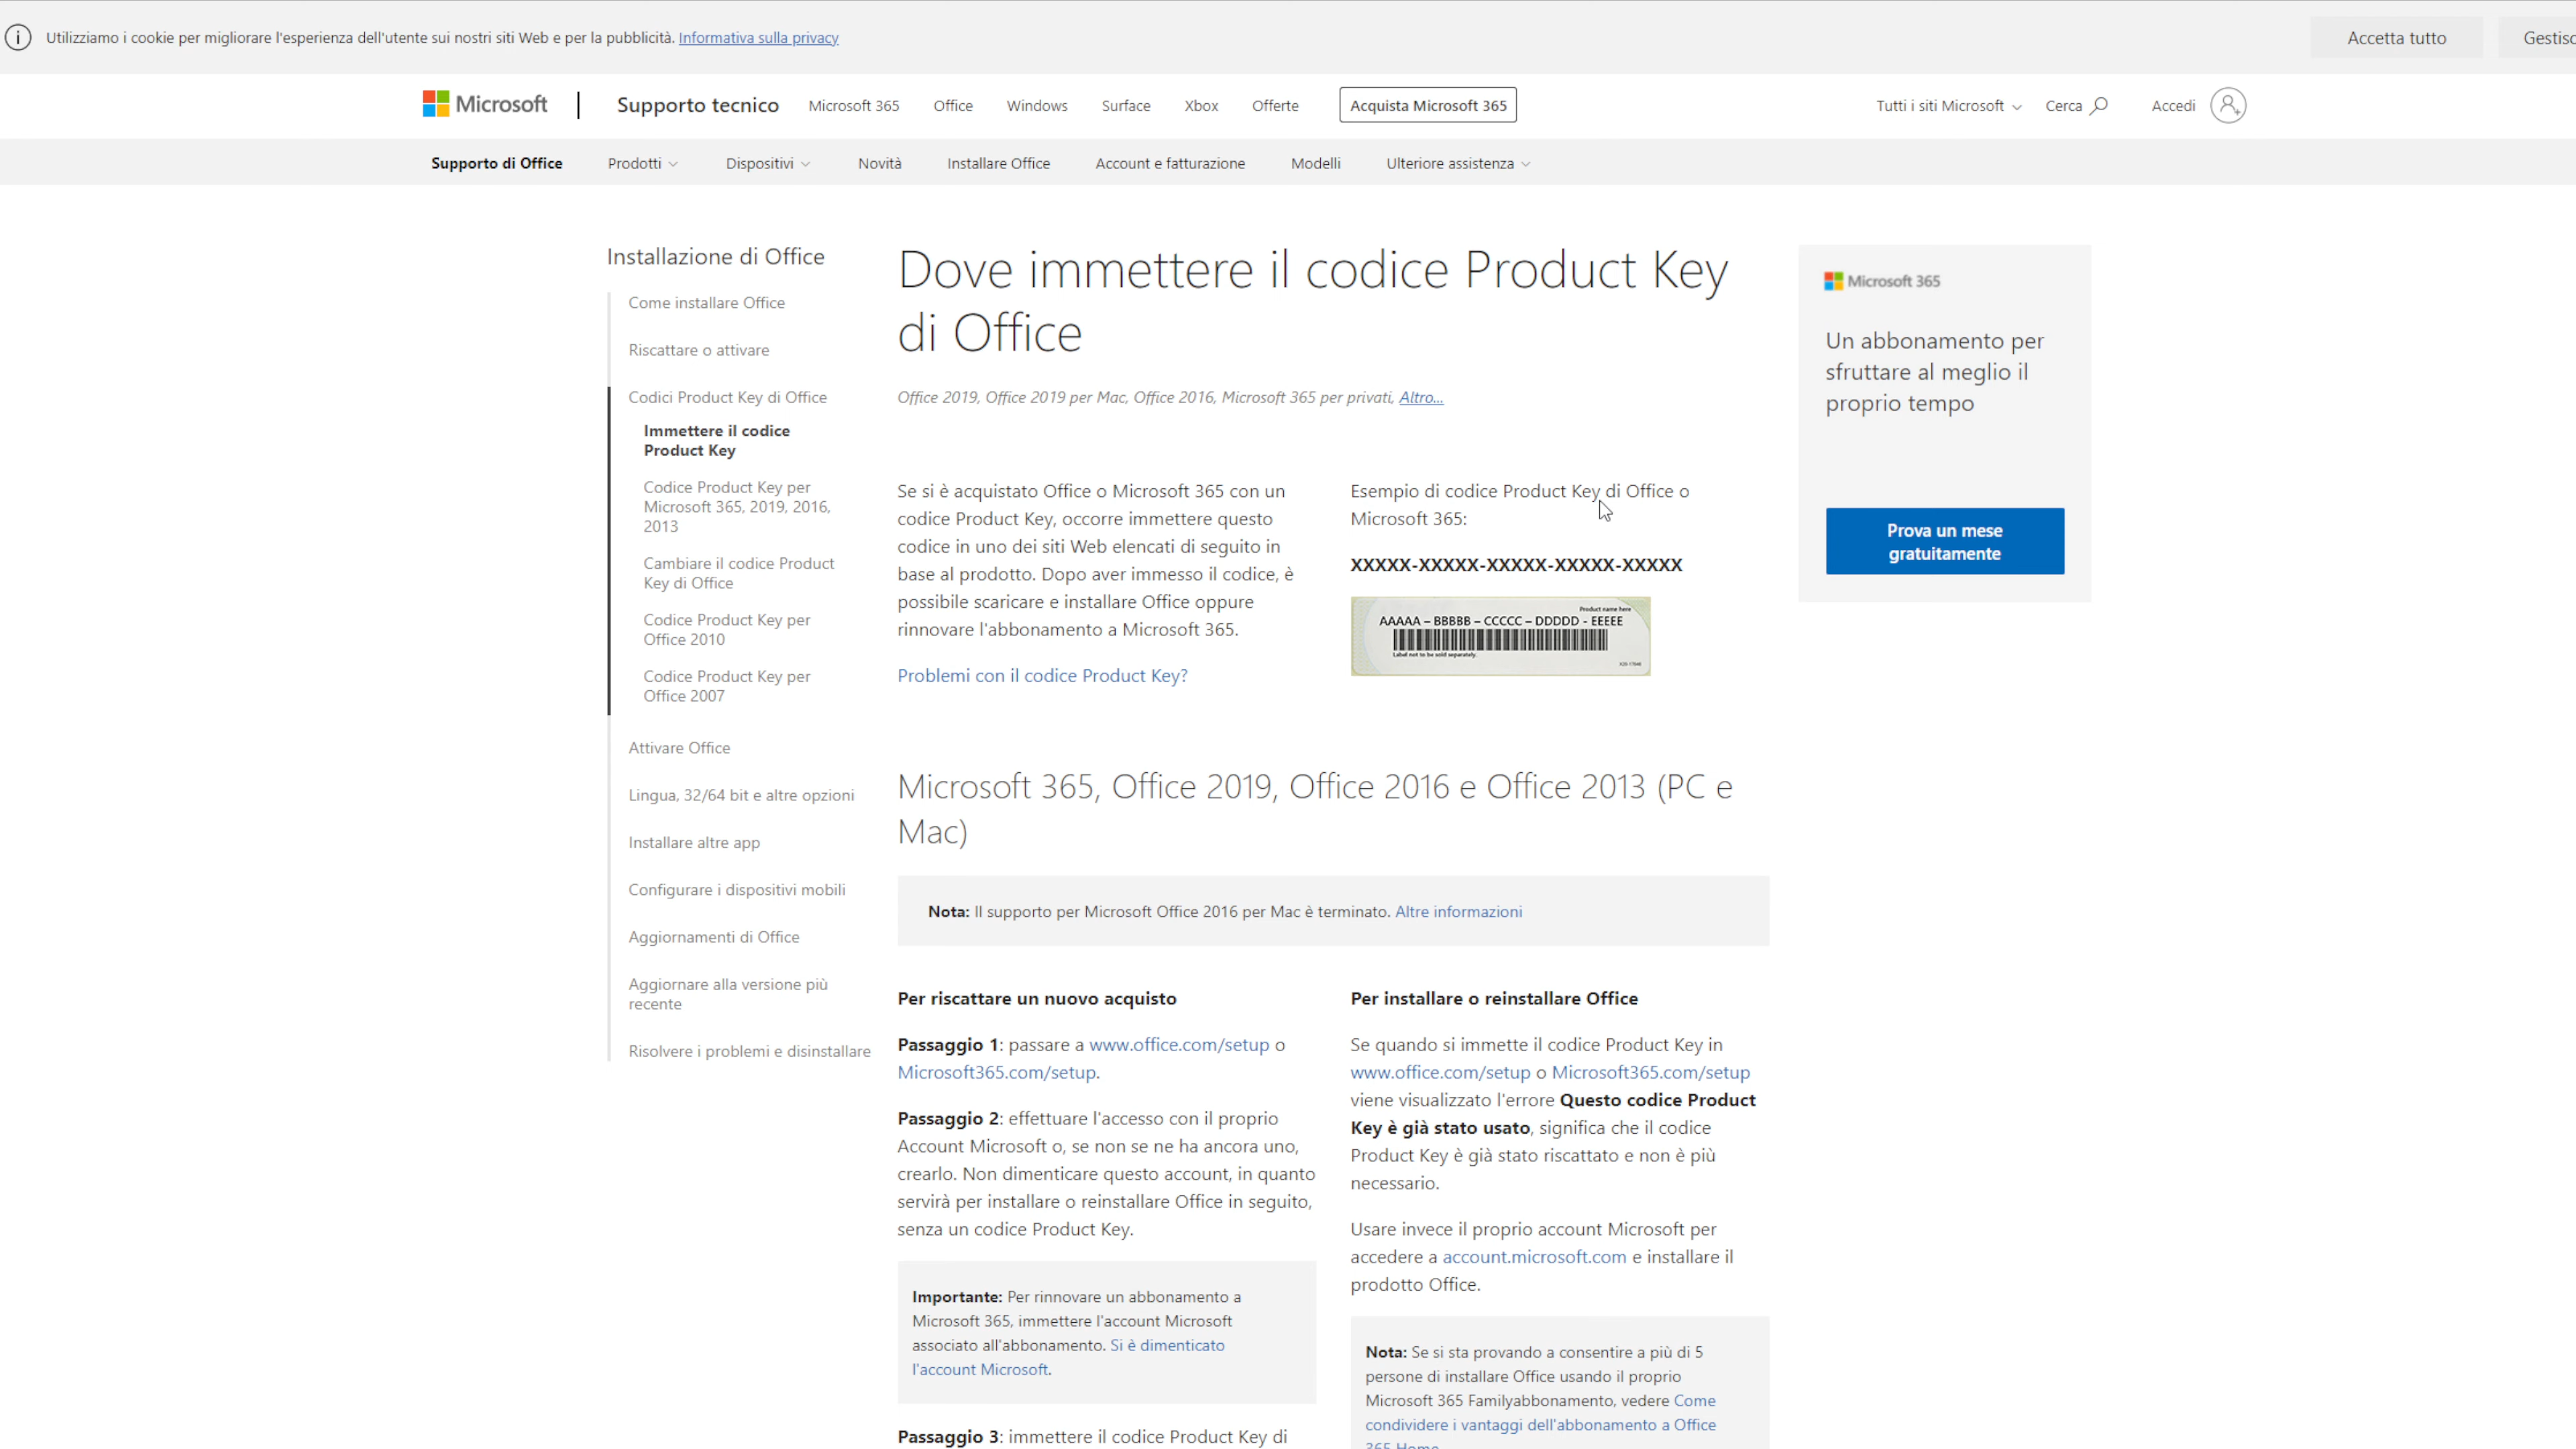 Utilizziamo i cookie per migliorare l'esperienza dell'utente sui nostri siti Web e per la pubblicità. Informativa sulla privacy
Accetta tutto
Microsoft
Supporto tecnico
Microsoft 365
Office
Windows
Surface
Xbox
Offerte
Acquista Microsoft 365
Tutti i siti Microsoft
Cerca
Accedi
Supporto di Office
Prodotti
Dispositivi
Novità
Installare Office
Account e fatturazione
Modelli
Ulteriore assistenza
Installazione di Office
Come installare Office
Riscattare o attivare
Codici Product Key di Office
Immettere il codice
Product Key
Codice Product Key per
Microsoft 365, 2019, 2016,
2013
Cambiare il codice Product
Key di Office
Codice Product Key per
Office 2010
Codice Product Key per
Office 2007
Attivare Office
Lingua, 32/64 bit e altre opzioni
Installare altre app
Configurare i dispositivi mobili
Aggiornamenti di Office
Aggiornare alla versione più
recente
Risolvere i problemi e disinstallare
Dove immettere il codice Product Key
di Office
Office 2019, Office 2019 per Mac, Office 2016, Microsoft 365 per privati, Altro...
Se si è acquistato Office o Microsoft 365 con un
codice Product Key, occorre immettere questo
codice in uno dei siti Web elencati di seguito in
base al prodotto. Dopo aver immesso il codice, è
possibile scaricare e installare Office oppure
rinnovare l'abbonamento a Microsoft 365.
Problemi con il codice Product Key?
Esempio di codice Product Key di Office o
Microsoft 365:
XXXXX-XXXXX-XXXXX-XXXXX-XXXXX
Product name here
AAAAA – BBBBB – CCCCC – DDDDD - EEEEE
Label not to be sold separately.
Microsoft 365, Office 2019, Office 2016 e Office 2013 (PC e
Mac)
Nota: Il supporto per Microsoft Office 2016 per Mac è terminato. Altre informazioni
Per riscattare un nuovo acquisto
Passaggio 1: passare a www.office.com/setup o
Microsoft365.com/setup.
Passaggio 2: effettuare l'accesso con il proprio
Account Microsoft o, se non se ne ha ancora uno,
crearlo. Non dimenticare questo account, in quanto
servirà per installare o reinstallare Office in seguito,
senza un codice Product Key.
Importante: Per rinnovare un abbonamento a
Microsoft 365, immettere l'account Microsoft
associato all'abbonamento. Si è dimenticato
l'account Microsoft.
Passaggio 3: immettere il codice Product Key di
Per installare o reinstallare Office
Se quando si immette il codice Product Key in
www.office.com/setup o Microsoft365.com/setup
viene visualizzato l'errore Questo codice Product
Key è già stato usato, significa che il codice
Product Key è già stato riscattato e non è più
necessario.
Usare invece il proprio account Microsoft per
accedere a account.microsoft.com e installare il
prodotto Office.
Nota: Se si sta provando a consentire a più di 5
persone di installare Office usando il proprio
Microsoft 365 Familyabbonamento, vedere Come
condividere i vantaggi dell'abbonamento a Office
365 Home.
Microsoft 365
Un abbonamento per
sfruttare al meglio il
proprio tempo
Prova un mese
gratuitamente